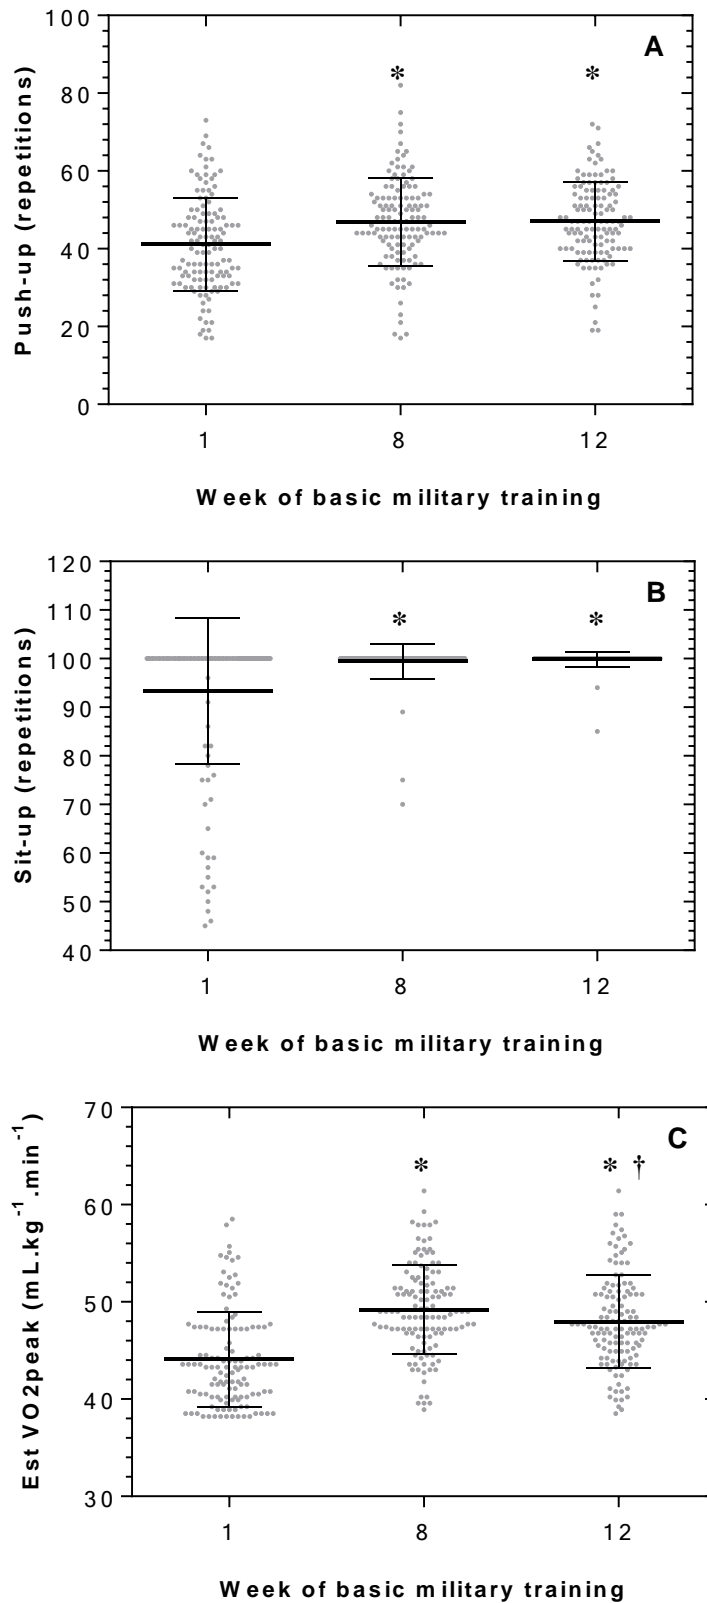 A
Push-up (repetitions)
100
80
60
40
20
0
* *
1 8 12
Week of basic military training
B
Sit-up (repetitions)
120
110
100
90
80
70
60
50
40
* *
1 8 12
Week of basic military training
C
Est VO2peak (mL.kg⁻¹.min⁻¹)
70
60
50
40
30
* * †
1 8 12
Week of basic military training